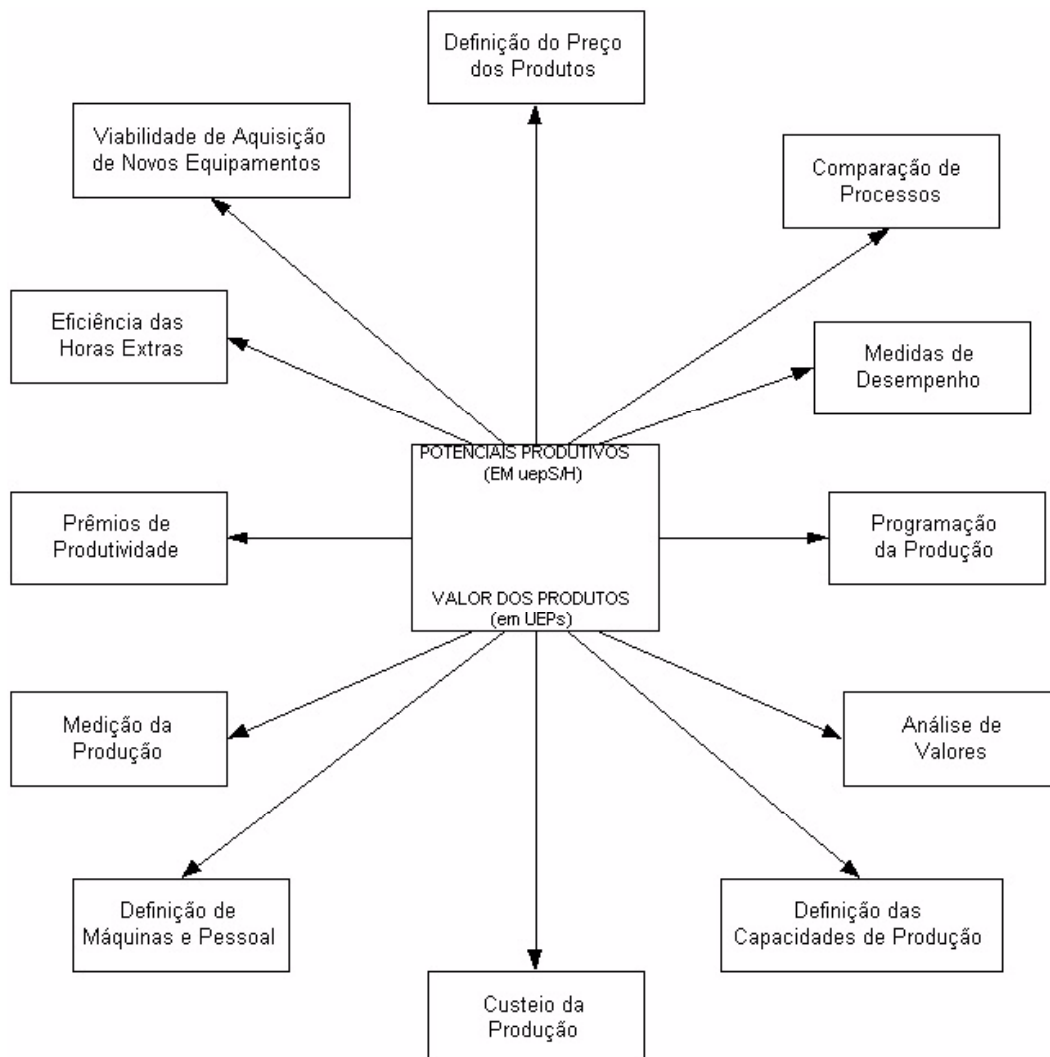 Definição do Preço
dos Produtos
Viabilidade de Aquisição
de Novos Equipamentos
Comparação de
Processos
Eficiência das
Horas Extras
Medidas de
Desempenho
POTENCIAIS PRODUTIVOS
(EM uepS/H)
Prêmios de
Produtividade
Programação
da Produção
VALOR DOS PRODUTOS
(em UEPs)
Medição da
Produção
Análise de
Valores
Definição de
Máquinas e Pessoal
Definição das
Capacidades de Produção
Custeio da
Produção